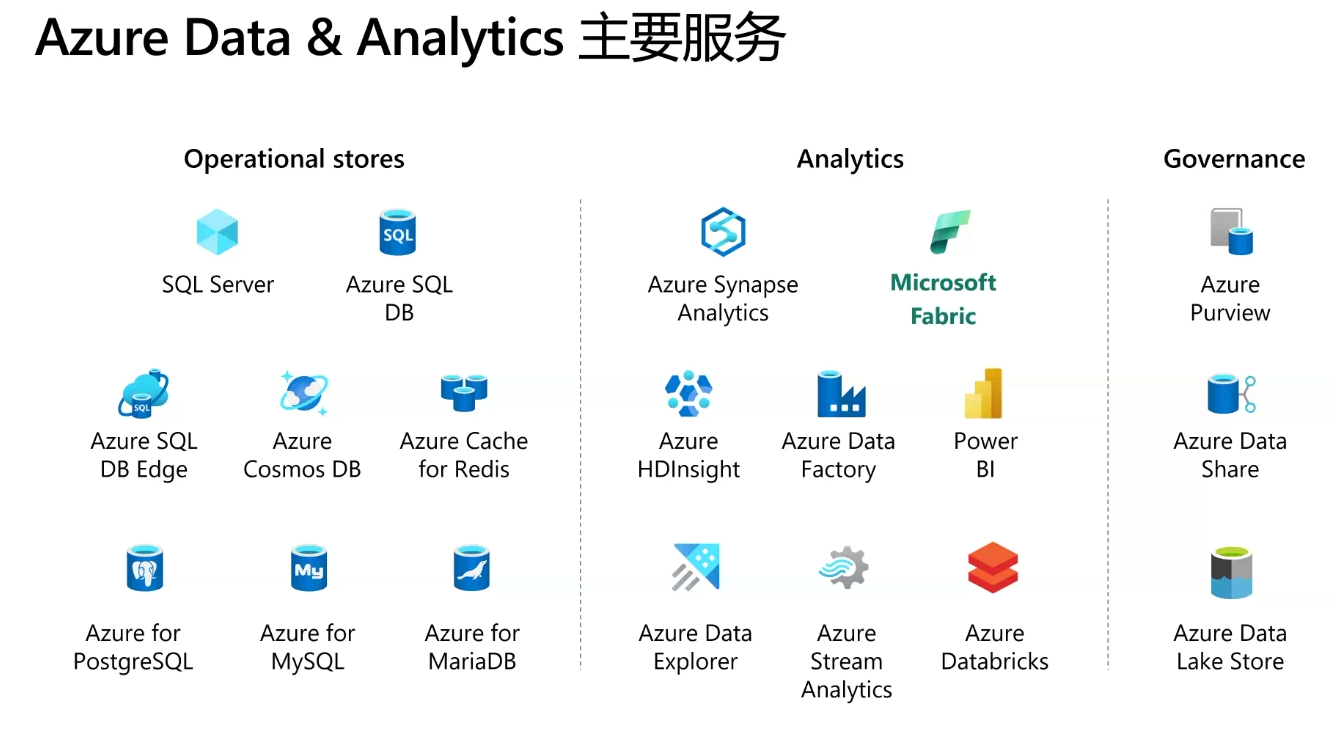 Azure Data & Analytics 主要服务
Operational stores
Analytics
Governance
SQL Server
Azure SQL
DB
Azure Synapse
Analytics
Microsoft
Fabric
Azure
Purview
SQL
SQL
Azure SQL
DB Edge
Azure
Cosmos DB
Azure Cache
for Redis
Azure
HDInsight
Azure Data
Factory
Power
BI
Azure Data
Share
My
Azure for
PostgreSQL
Azure for
MySQL
Azure for
MariaDB
Azure Data
Explorer
Azure
Stream
Analytics
Azure
Databricks
Azure Data
Lake Store